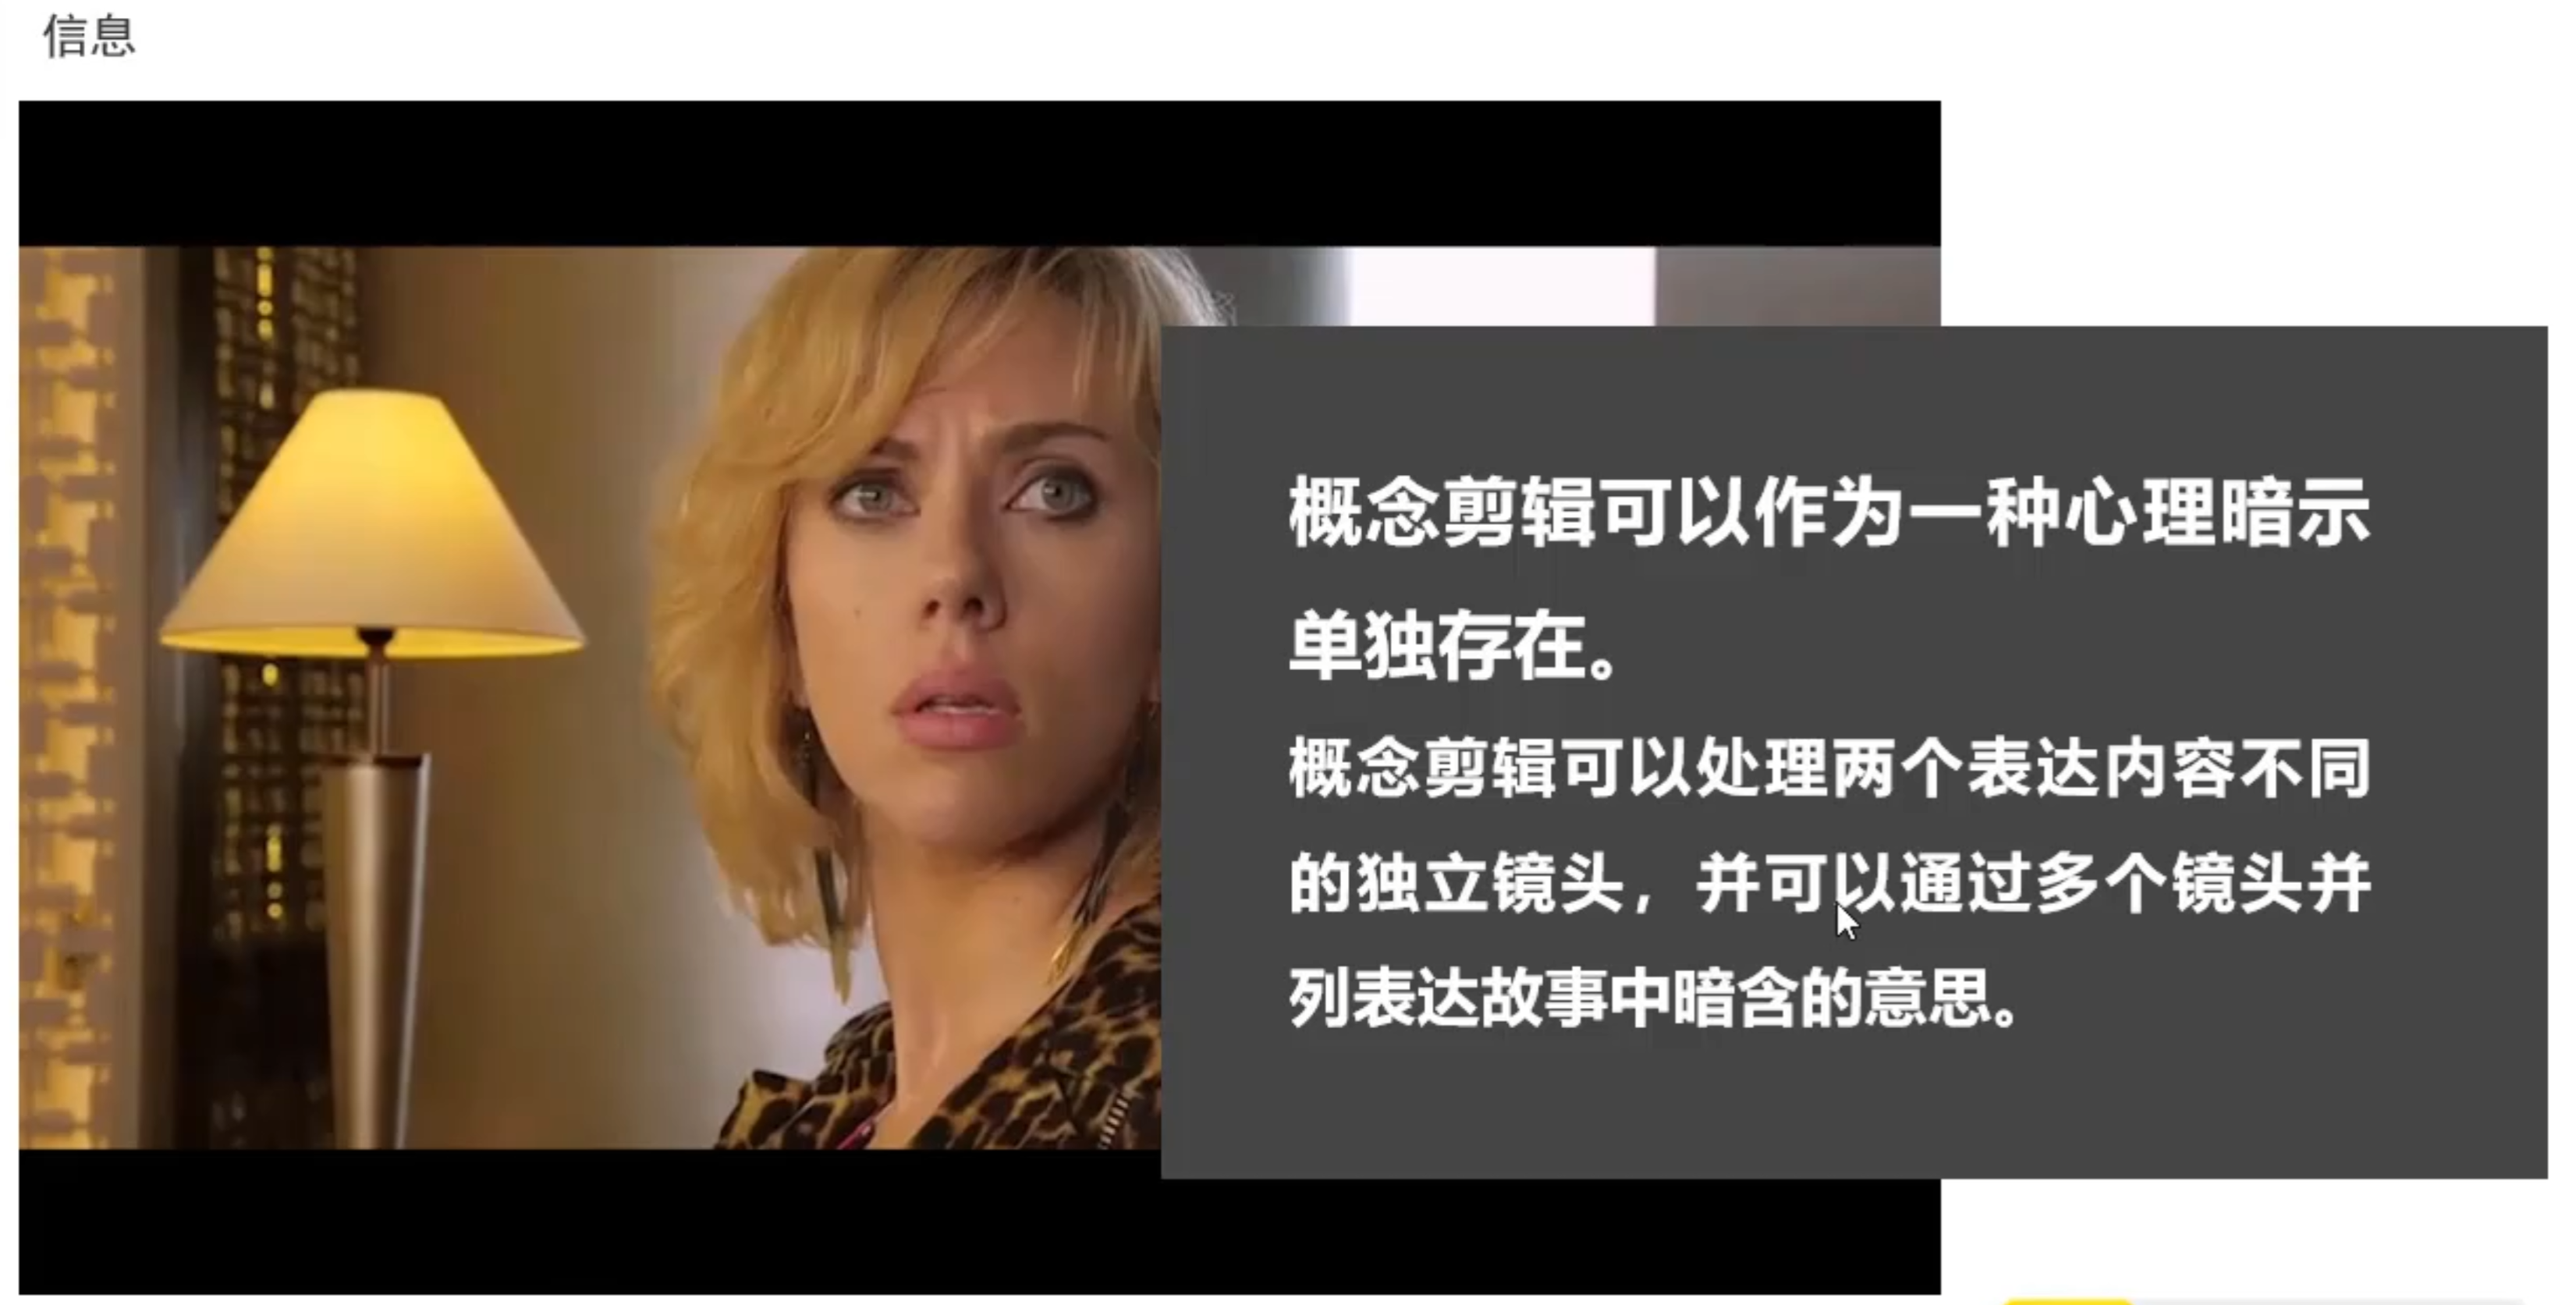 信息
概念剪辑可以作为一种心理暗示
单独存在。
概念剪辑可以处理两个表达内容不同
的独立镜头，并可以通过多个镜头并
列表达故事中暗含的意思。